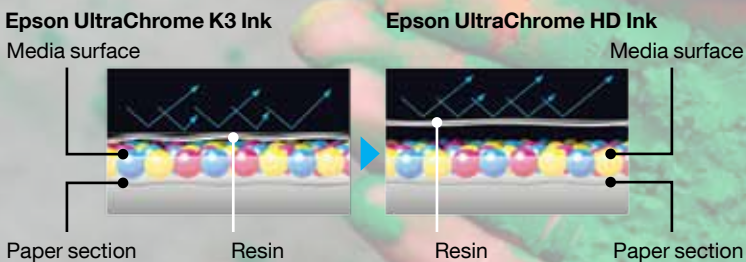 Epson UltraChrome K3 Ink
Media surface
Paper section
Resin
Epson UltraChrome HD Ink
Media surface
Resin
Paper section